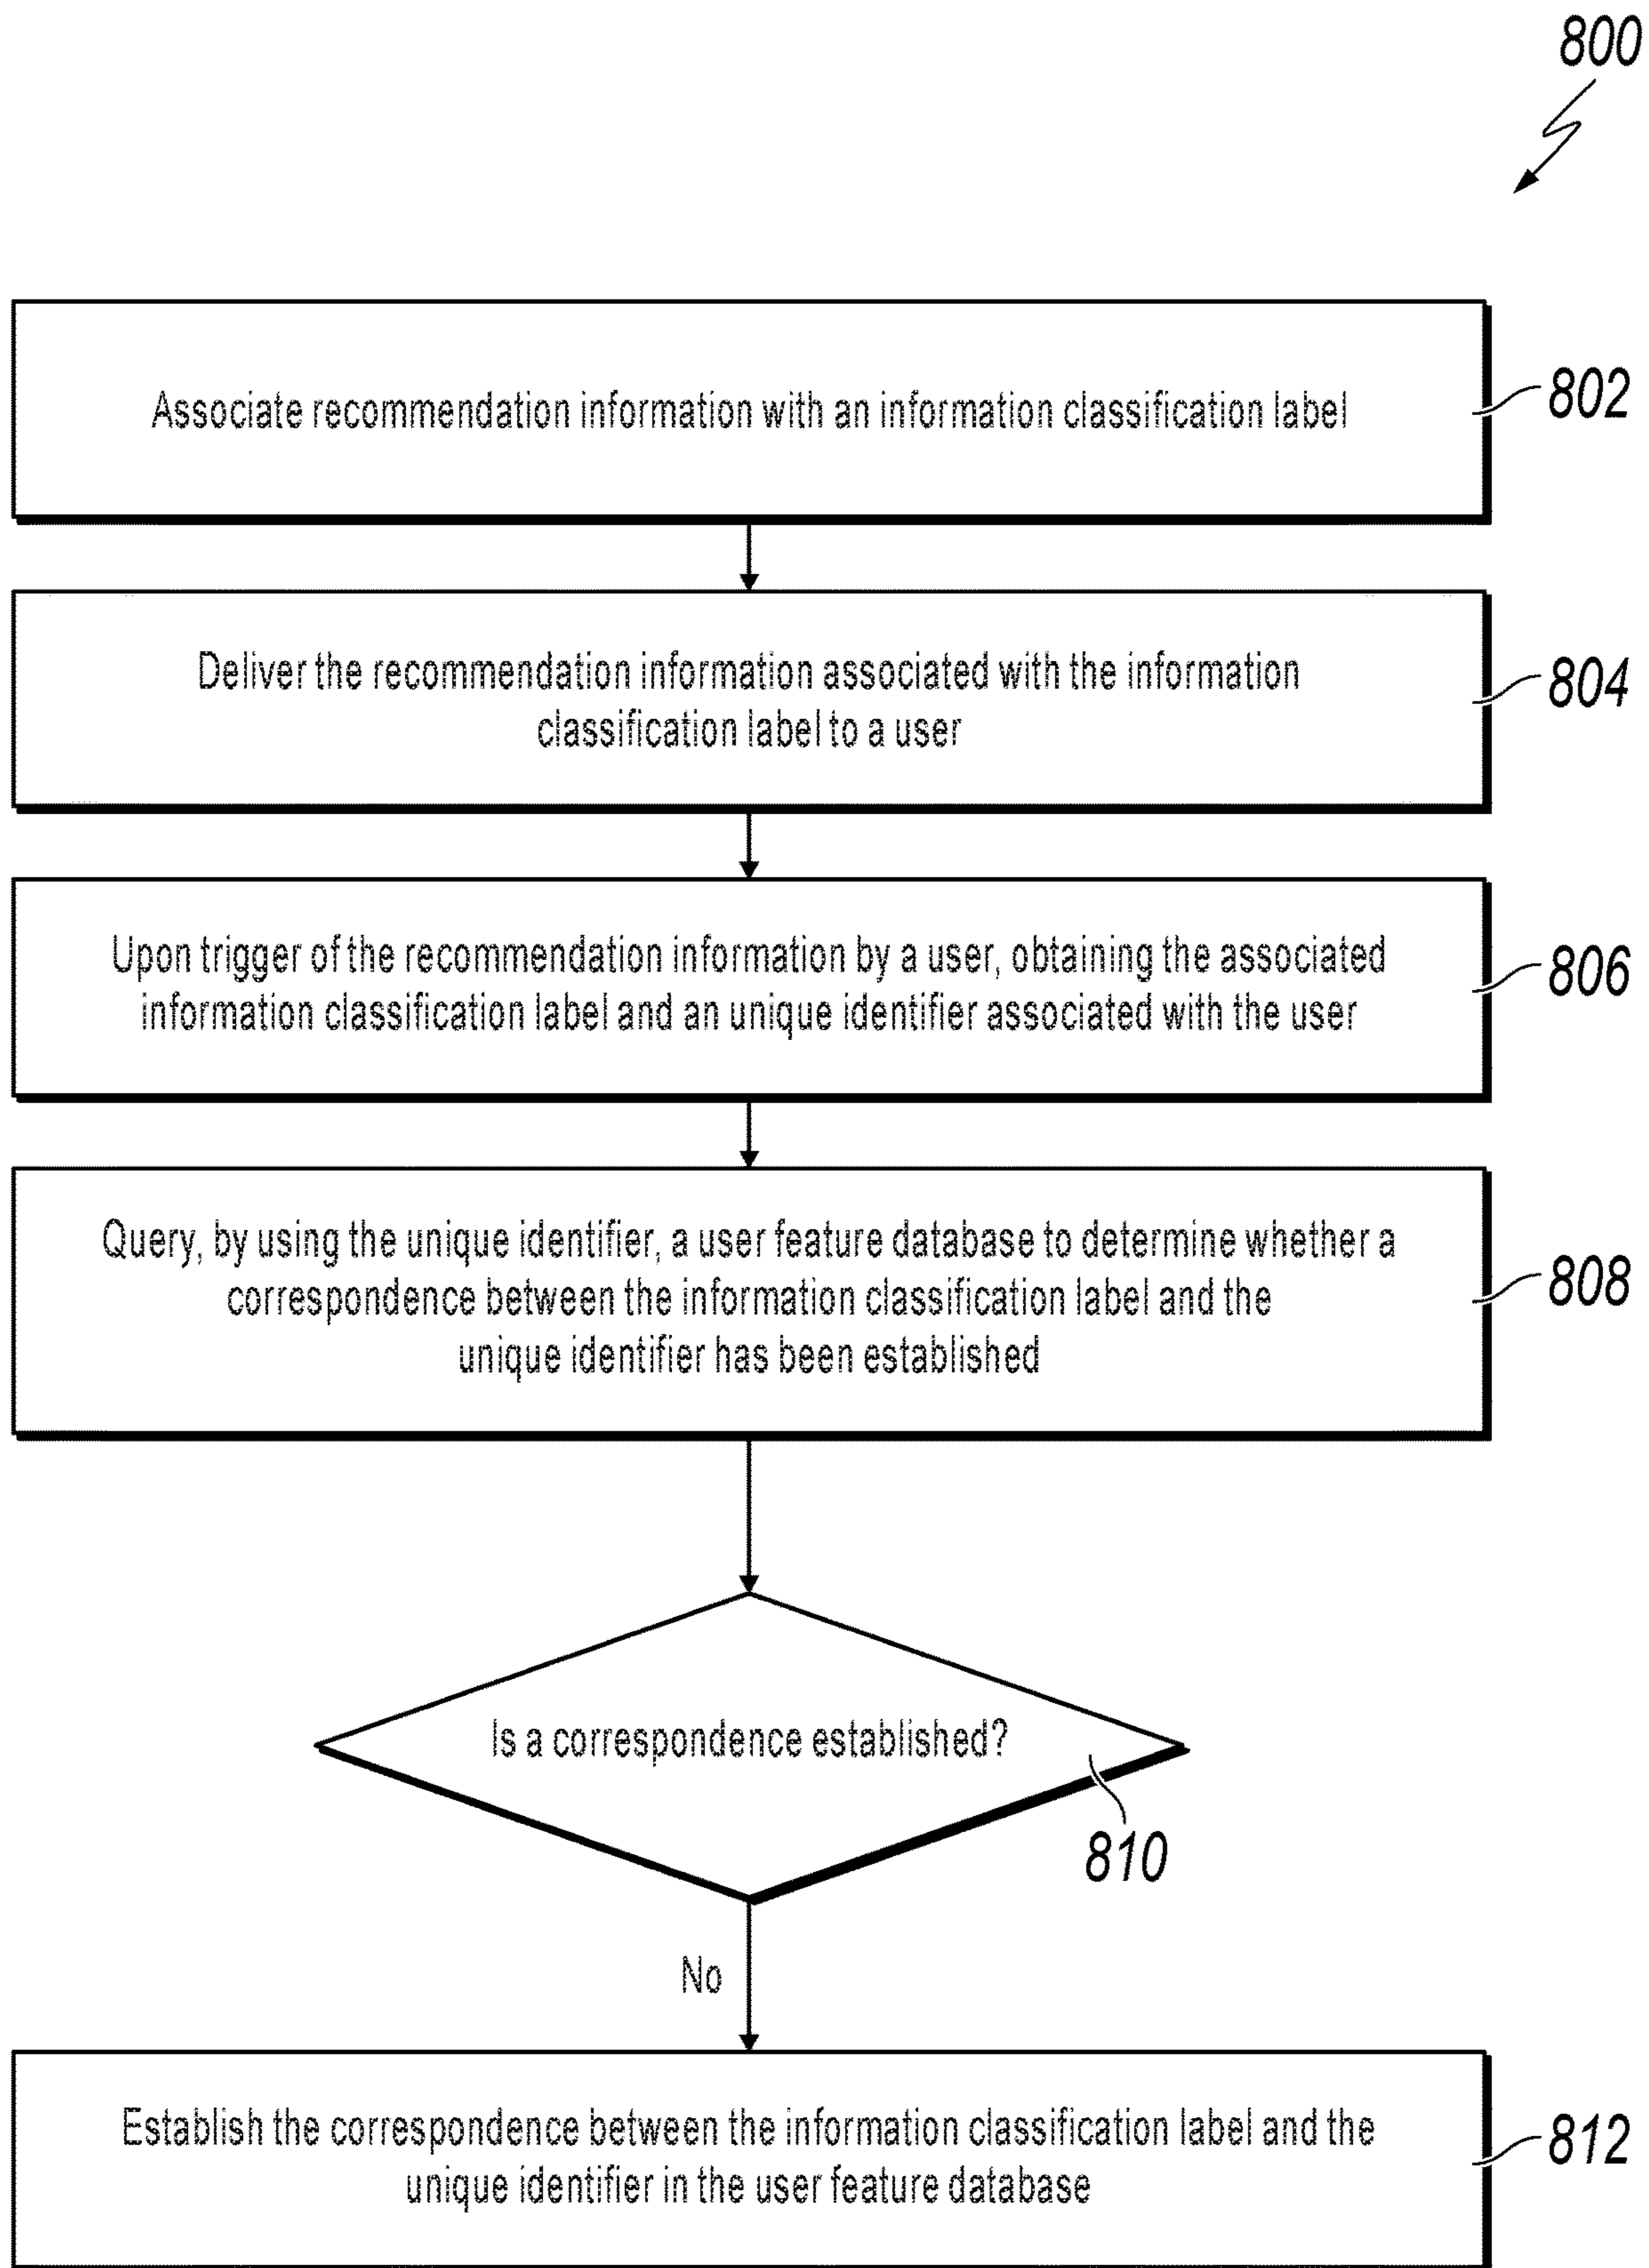 800
Associate recommendation information with an information classification label
802
Deliver the recommendation information associated with the information
classification label to a user
804
Upon trigger of the recommendation information by a user, obtaining the associated
information classification label and an unique identifier associated with the user
806
Query, by using the unique identifier, a user feature database to determine whether a
correspondence between the information classification label and the
unique identifier has been established
808
Is a correspondence established?
810
No
Establish the correspondence between the information classification label and the
unique identifier in the user feature database
812